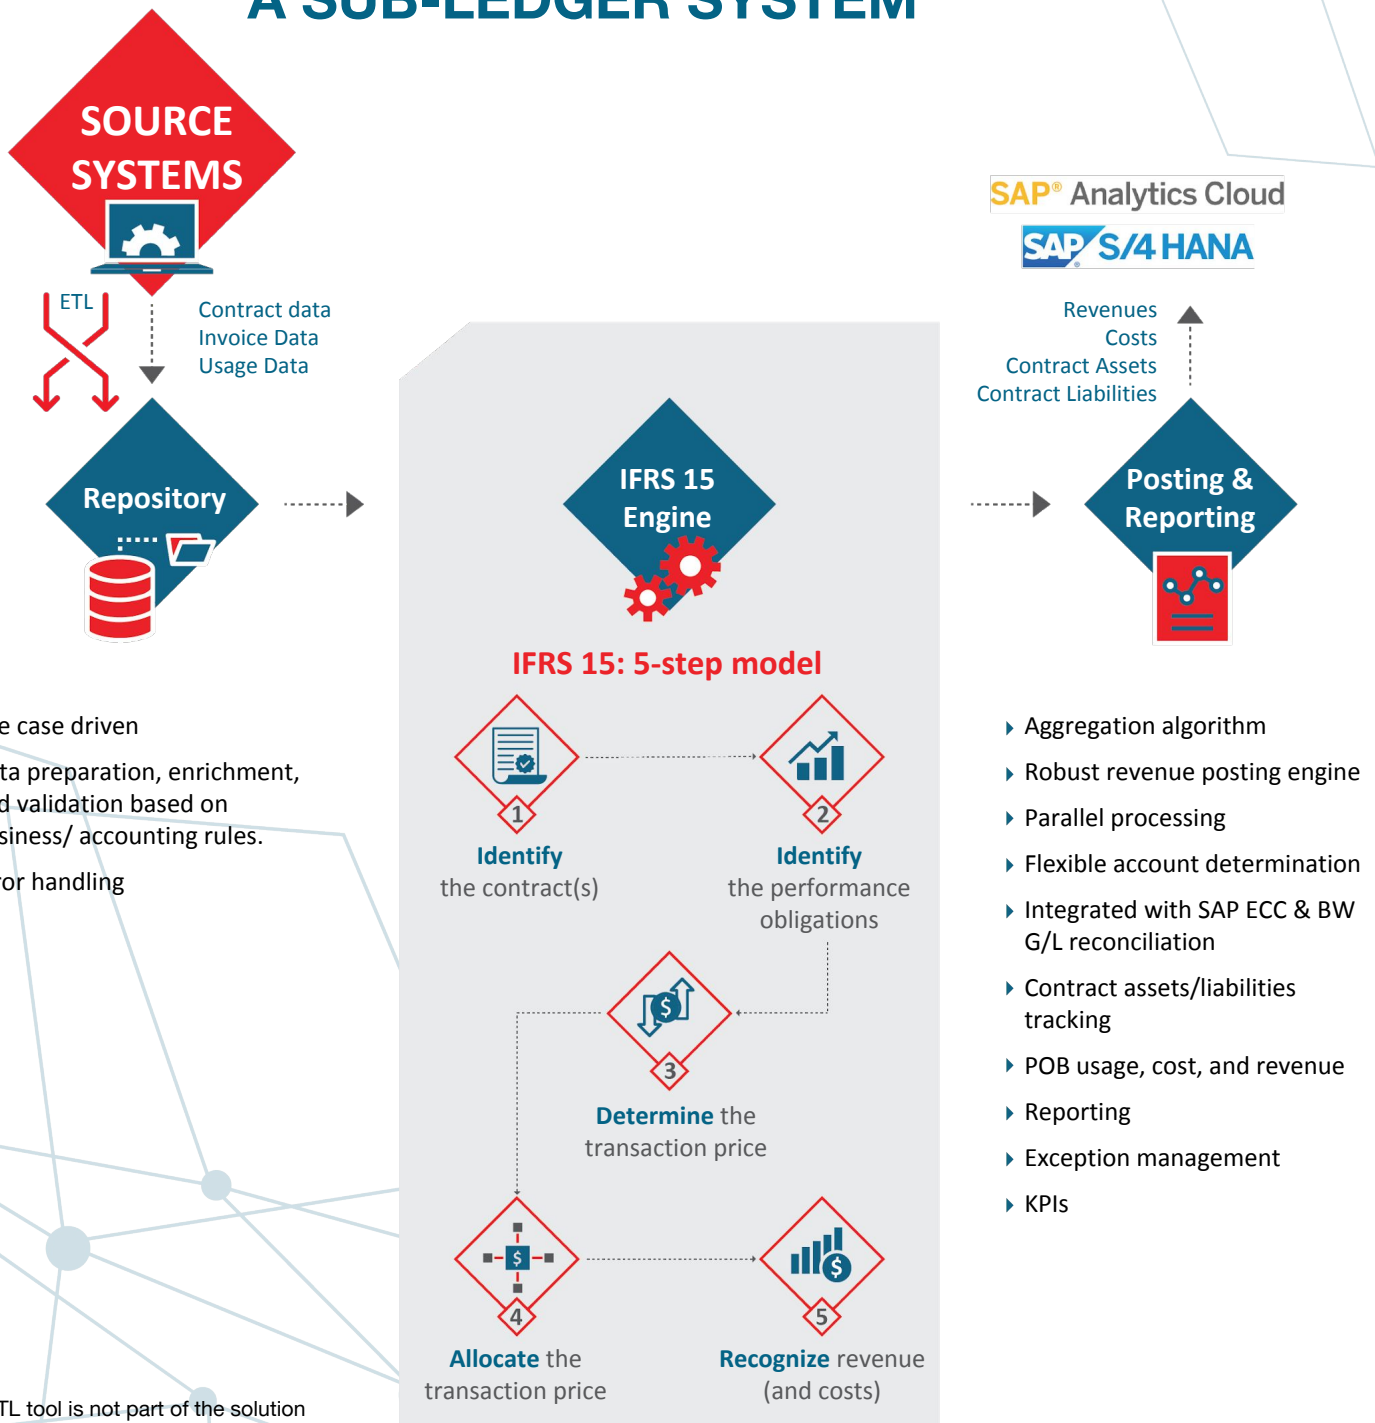 A SUB-LEDGER SYSTEM
SOURCE
SYSTEMS
ETL
Contract data
Invoice Data
Usage Data
Repository
e case driven
ta preparation, enrichment,
d validation based on
siness/ accounting rules.
ror handling
TL tool is not part of the solution
IFRS 15
Engine
IFRS 15: 5-step model
1
Identify
the contract(s)
2
Identify
the performance
obligations
3
Determine the
transaction price
4
Allocate the
transaction price
5
Recognize revenue
(and costs)
SAP® Analytics Cloud
SAP® S/4 HANA
Revenues
Costs
Contract Assets
Contract Liabilities
Posting &
Reporting
Aggregation algorithm
Robust revenue posting engine
Parallel processing
Flexible account determination
Integrated with SAP ECC & BW
G/L reconciliation
Contract assets/liabilities
tracking
POB usage, cost, and revenue
Reporting
Exception management
KPIs